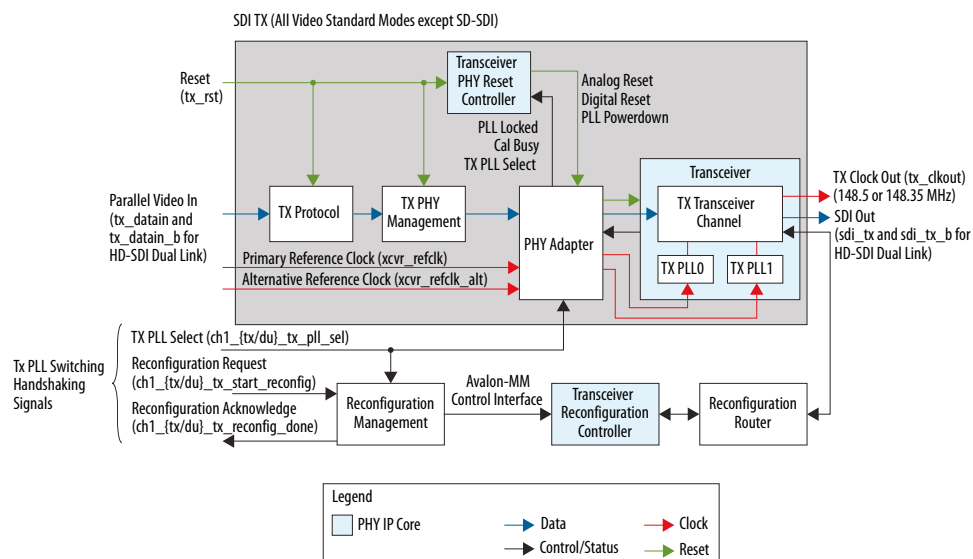 SDI TX (All Video Standard Modes except SD-SDI)
Reset
(tx_rst)
Transceiver
PHY Reset
Controller
Analog Reset
Digital Reset
PLL Powerdown
PLL Locked
Cal Busy
TX PLL Select
Parallel Video In
(tx_datain and
tx_datain_b for
HD-SDI Dual Link)
TX Protocol
TX PHY
Management
PHY Adapter
Transceiver
TX Transceiver
Channel
TX PLL0
TX PLL1
TX Clock Out (tx_clkout)
(148.5 or 148.35 MHz)
SDI Out
(sdi_tx and sdi_tx_b for
HD-SDI Dual Link)
Primary Reference Clock (xcvr_refclk)
Alternative Reference Clock (xcvr_refclk_alt)
Tx PLL Switching
Handshaking
Signals
TX PLL Select (ch1_{tx/du}_tx_pll_sel)
Reconfiguration Request
(ch1_{tx/du}_tx_start_reconfig)
Reconfiguration Acknowledge
(ch1_{tx/du}_tx_reconfig_done)
Reconfiguration
Management
Avalon-MM
Control Interface
Transceiver
Reconfiguration
Controller
Reconfiguration
Router
Legend
PHY IP Core
Data
Control/Status
Clock
Reset